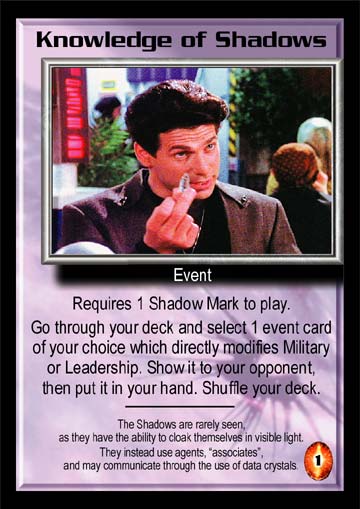 Knowledge of Shadows
Event
Requires 1 Shadow Mark to play.
Go through your deck and select 1 event card
of your choice which directly modifies Military
or Leadership. Show it to your opponent,
then put it in your hand. Shuffle your deck.
The Shadows are rarely seen,
as they have the ability to cloak themselves in visible light.
They instead use agents, "associates",
and may communicate through the use of data crystals.
1